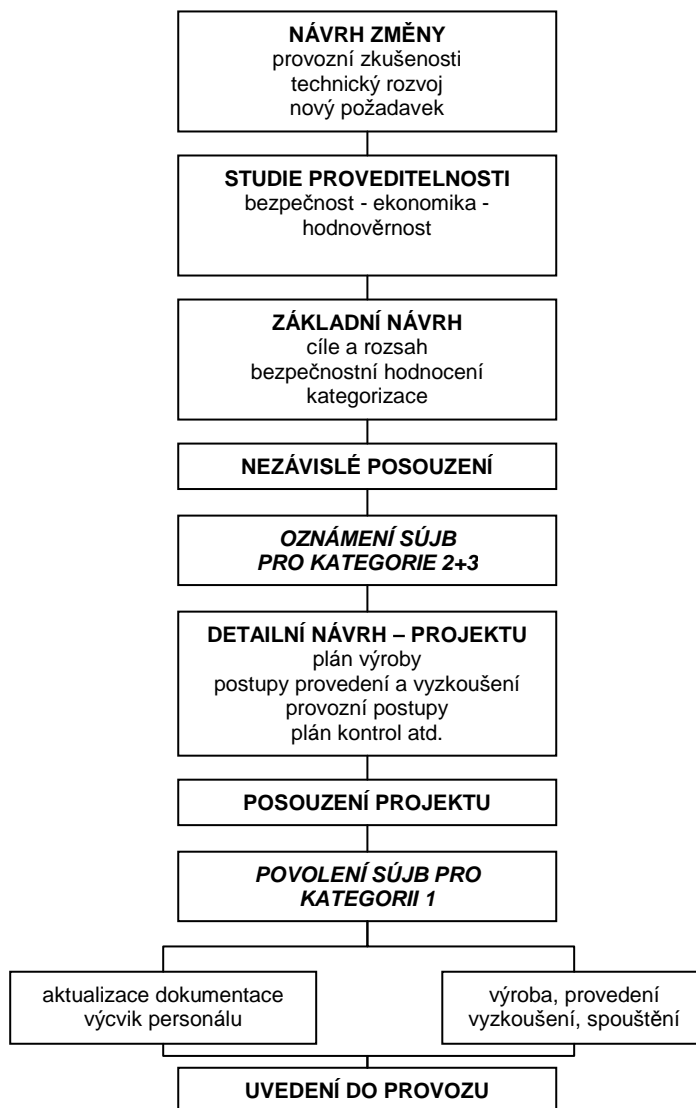 NÁVRH ZMĚNY
provozní zkušenosti
technický rozvoj
nový požadavek
STUDIE PROVEDITELNOSTI
bezpečnost - ekonomika -
hodnověrnost
ZÁKLADNÍ NÁVRH
cíle a rozsah
bezpečnostní hodnocení
kategorizace
NEZÁVISLÉ POSOUZENÍ
OZNÁMENÍ SÚJB
PRO KATEGORIE 2+3
DETAILNÍ NÁVRH – PROJEKTU
plán výroby
postupy provedení a vyzkoušení
provozní postupy
plán kontrol atd.
POSOUZENÍ PROJEKTU
POVOLENÍ SÚJB PRO
KATEGORII 1
aktualizace dokumentace
výcvik personálu
výroba, provedení
vyzkoušení, spouštění
UVEDENÍ DO PROVOZU